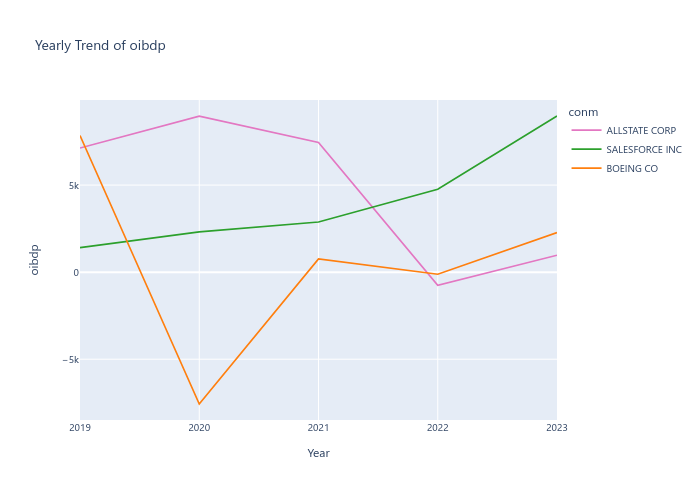 Yearly Trend of oibdp
conm
ALLSTATE CORP
SALESFORCE INC
BOEING CO
5k
0
−5k
oibdp
2019 2020 2021 2022 2023
Year